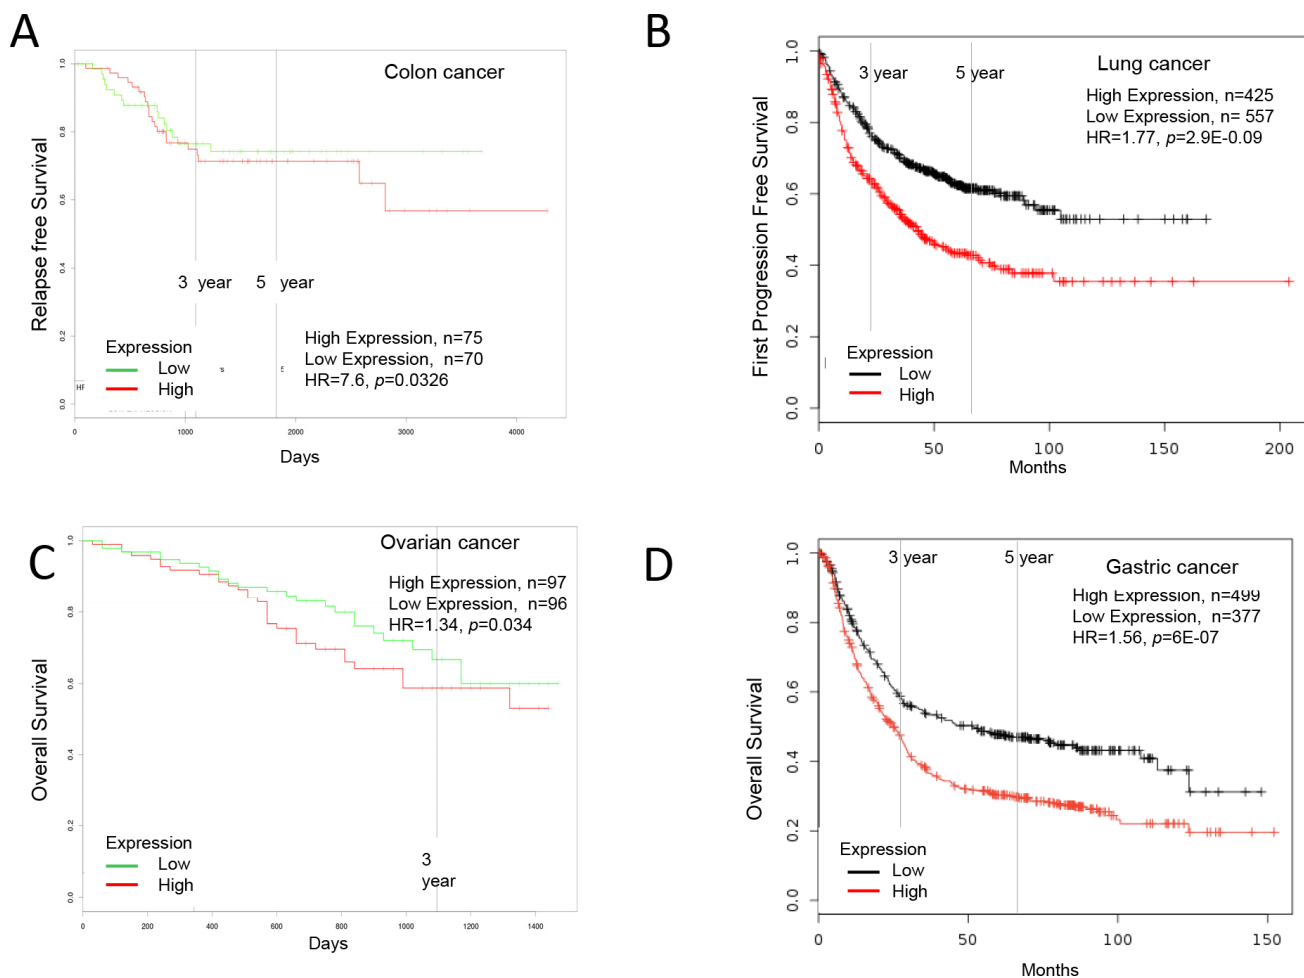 A
Colon cancer
Relapse free Survival
1.0
0.8
0.6
0.4
0.2
0.0
3 year
5 year
High Expression, n=75
Low Expression, n=70
HR=7.6, p=0.0326
Expression
Low
High
0
1000
2000
3000
4000
Days
B
3 year
5 year
Lung cancer
High Expression, n=425
Low Expression, n= 557
HR=1.77, p=2.9E-0.09
First Progression Free Survival
1.0
0.8
0.6
0.4
0.2
0.0
Expression
Low
High
0
50
100
150
200
Months
C
Ovarian cancer
High Expression, n=97
Low Expression, n=96
HR=1.34, p=0.034
Overall Survival
1.0
0.8
0.6
0.4
0.2
0.0
Expression
Low
High
3
year
0
200
400
600
800
1000
1200
1400
Days
D
3 year
5 year
Gastric cancer
High Expression, n=499
Low Expression, n=377
HR=1.56, p=6E-07
Overall Survival
1.0
0.8
0.6
0.4
0.2
0.0
Expression
Low
High
0
50
100
150
Months